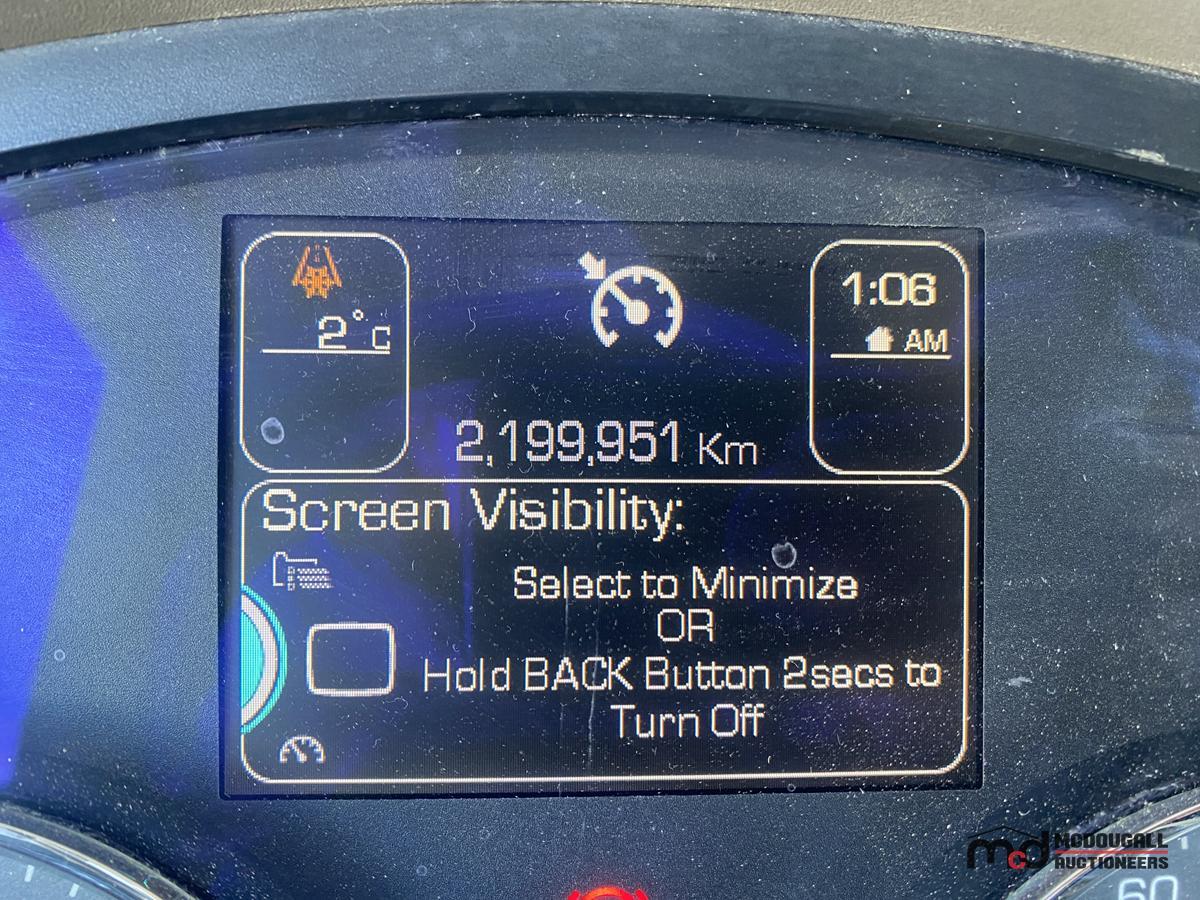 2°c
1:06
AM
2,199,951 Km
Screen Visibility:
Select to Minimize
OR
Hold BACK Button 2secs to
Turn Off
mcd MCDOUGALL
AUCTIONEERS
60